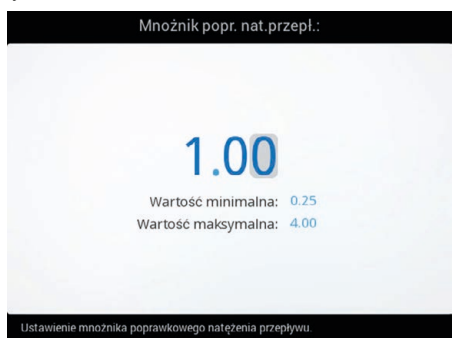 Mnożnik popr. nat.przepł.:
1.00
Wartość minimalna: 0.25
Wartość maksymalna: 4.00
Ustawienie mnożnika poprawkowego natężenia przepływu.